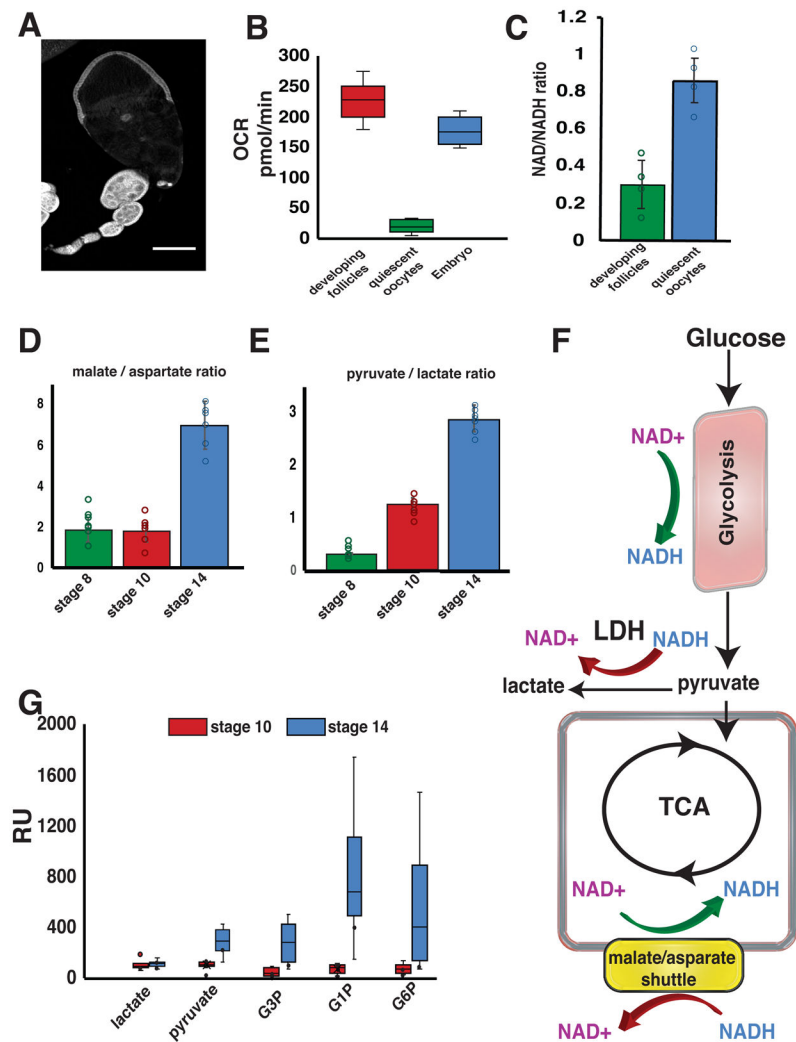 A
B
OCR
pmol/min
300
250
200
150
100
50
0
developing
follicles
quiescent
oocytes
Embryo
C
NAD/NADH ratio
1.2
1
0.8
0.6
0.4
0.2
0
developing
follicles
quiescent
oocytes
D
malate / aspartate ratio
8
6
4
2
0
stage 8
stage 10
stage 14
E
pyruvate / lactate ratio
3
2
1
0
stage 8
stage 10
stage 14
F
Glucose
NAD+
Glycolysis
NADH
NAD+ LDH NADH
lactate pyruvate
TCA
NAD+ NADH
malate/asparate
shuttle
NAD+ NADH
G
RU
stage 10 stage 14
2000
1600
1200
800
400
0
lactate
pyruvate
G3P
G1P
G6P